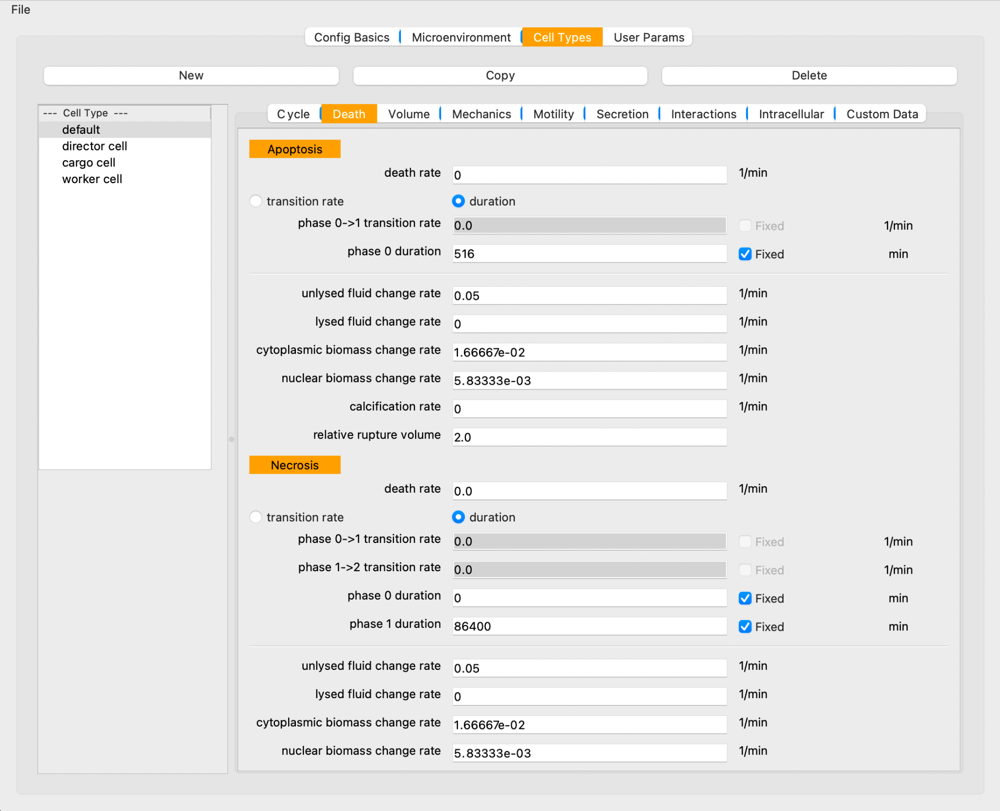 File
Config Basics Microenvironment Cell Types User Params
New Copy Delete
--- Cell Type ---
default
director cell
cargo cell
worker cell
Cycle Death Volume Mechanics Motility Secretion Interactions Intracellular Custom Data
Apoptosis
death rate 0 1/min
transition rate duration
phase 0->1 transition rate 0.0 Fixed 1/min
phase 0 duration 516 Fixed min
unlysed fluid change rate 0.05 1/min
lysed fluid change rate 0 1/min
cytoplasmic biomass change rate 1.66667e-02 1/min
nuclear biomass change rate 5.83333e-03 1/min
calcification rate 0 1/min
relative rupture volume 2.0
Necrosis
death rate 0.0 1/min
transition rate duration
phase 0->1 transition rate 0.0 Fixed 1/min
phase 1->2 transition rate 0.0 Fixed 1/min
phase 0 duration 0 Fixed min
phase 1 duration 86400 Fixed min
unlysed fluid change rate 0.05 1/min
lysed fluid change rate 0 1/min
cytoplasmic biomass change rate 1.66667e-02 1/min
nuclear biomass change rate 5.83333e-03 1/min